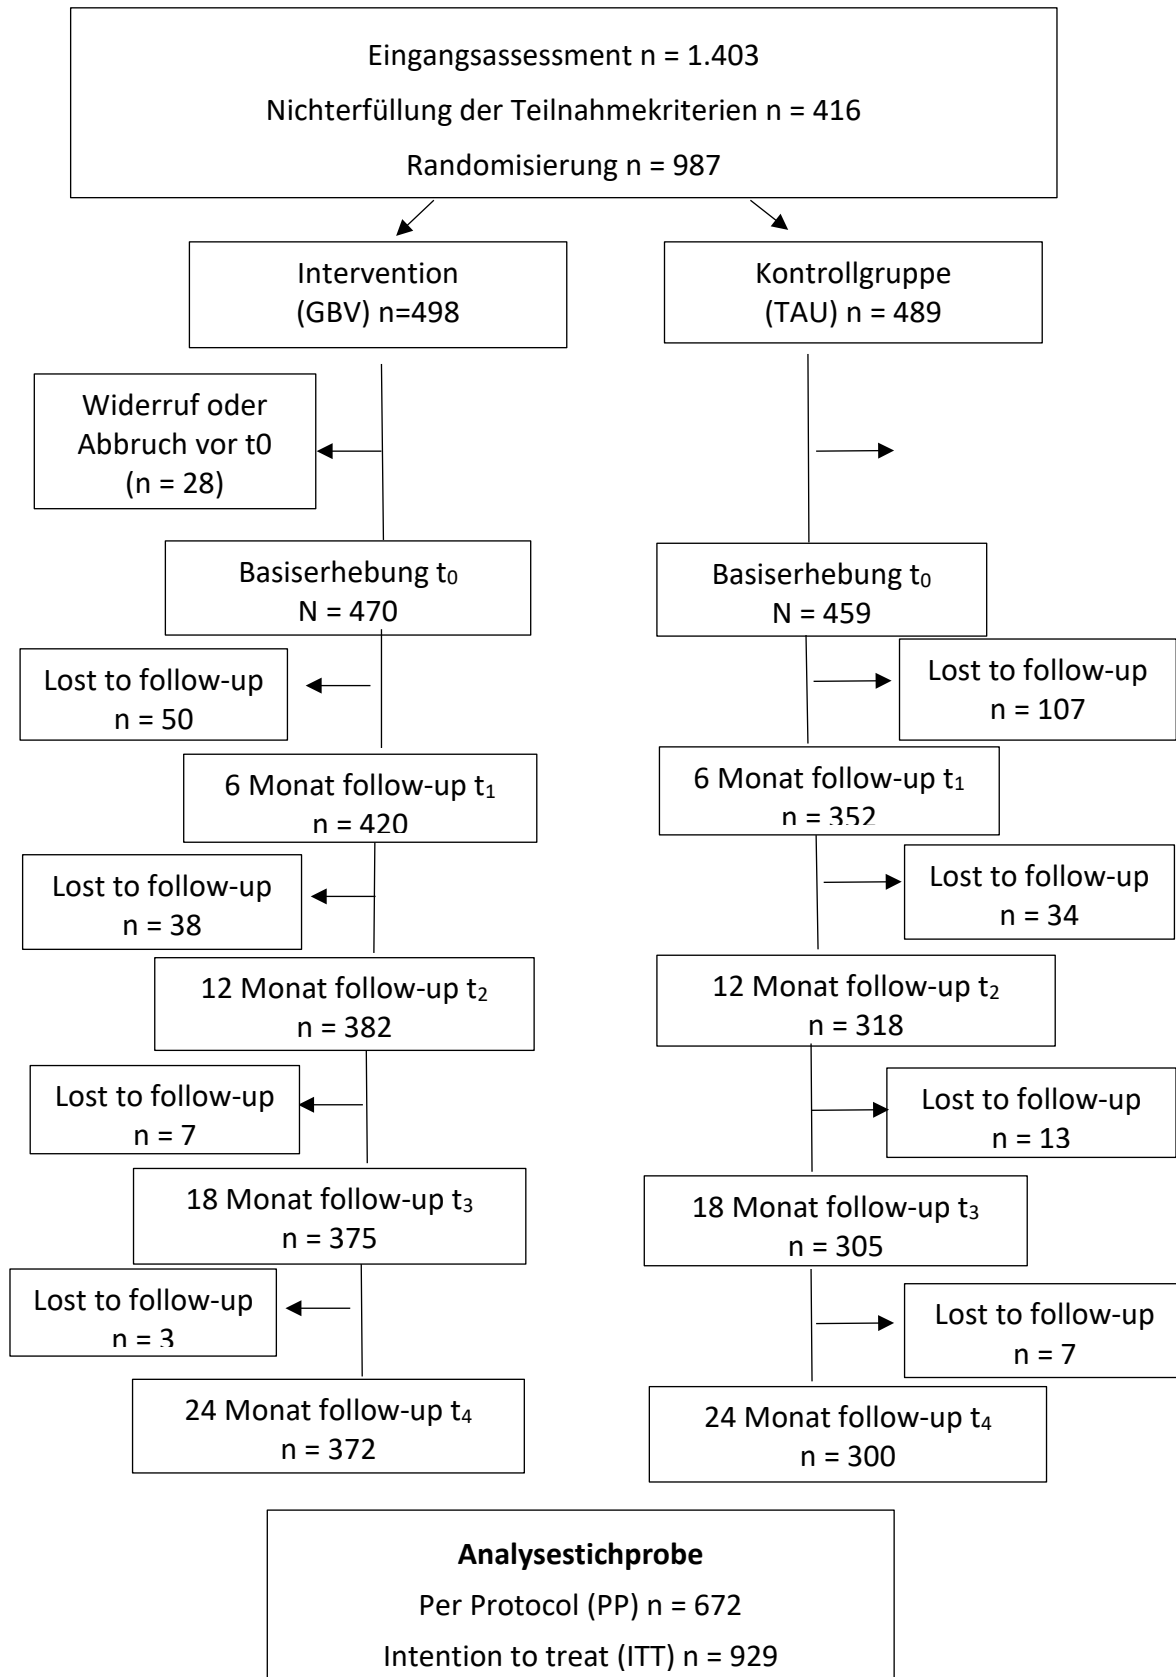 Eingangsassessment n = 1.403
Nichterfüllung der Teilnahmekriterien n = 416
Randomisierung n = 987
Intervention
(GBV) n=498
Kontrollgruppe
(TAU) n = 489
Widerruf oder
Abbruch vor t0
(n = 28)
Basiserhebung t₀
N = 470
Basiserhebung t₀
N = 459
Lost to follow-up
n = 50
Lost to follow-up
n = 107
6 Monat follow-up t₁
n = 420
6 Monat follow-up t₁
n = 352
Lost to follow-up
n = 38
Lost to follow-up
n = 34
12 Monat follow-up t₂
n = 382
12 Monat follow-up t₂
n = 318
Lost to follow-up
n = 7
Lost to follow-up
n = 13
18 Monat follow-up t₃
n = 375
18 Monat follow-up t₃
n = 305
Lost to follow-up
n = 3
Lost to follow-up
n = 7
24 Monat follow-up t₄
n = 372
24 Monat follow-up t₄
n = 300
Analysestichprobe
Per Protocol (PP) n = 672
Intention to treat (ITT) n = 929